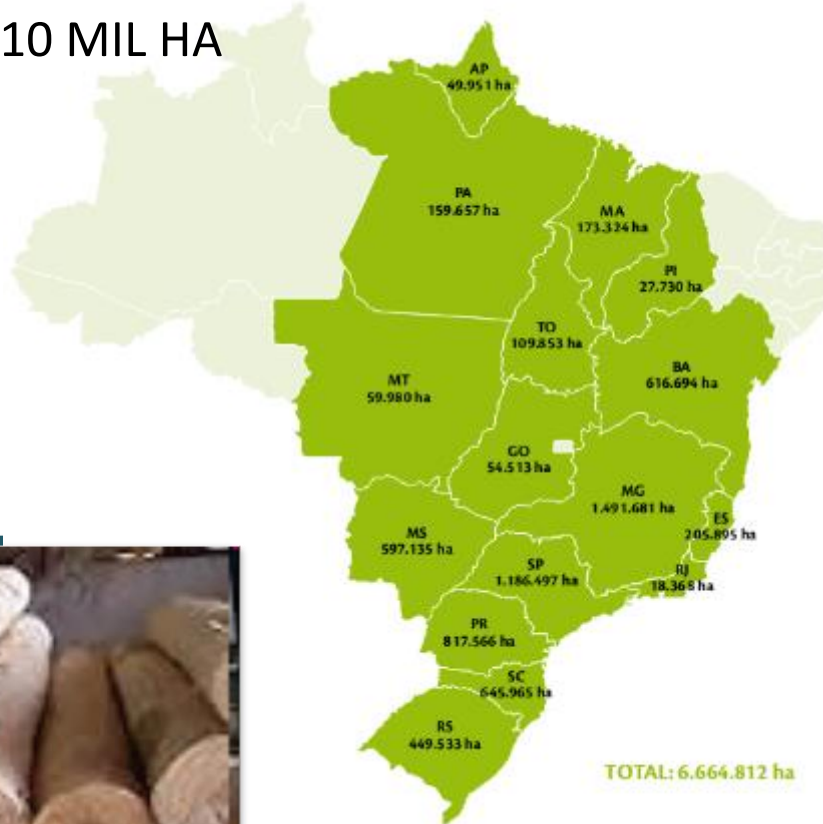 10 MIL HA
AP
49.951 ha
PA
159.657 ha
MA
173.324 ha
PI
27.730 ha
TO
109.853 ha
BA
616.694 ha
MT
59.980 ha
GO
54.513 ha
MG
1.491.681 ha
ES
205.895 ha
MS
597.135 ha
SP
1.186.497 ha
RJ
18.368 ha
PR
817.566 ha
SC
645.965 ha
RS
449.533 ha
TOTAL: 6.664.812 ha